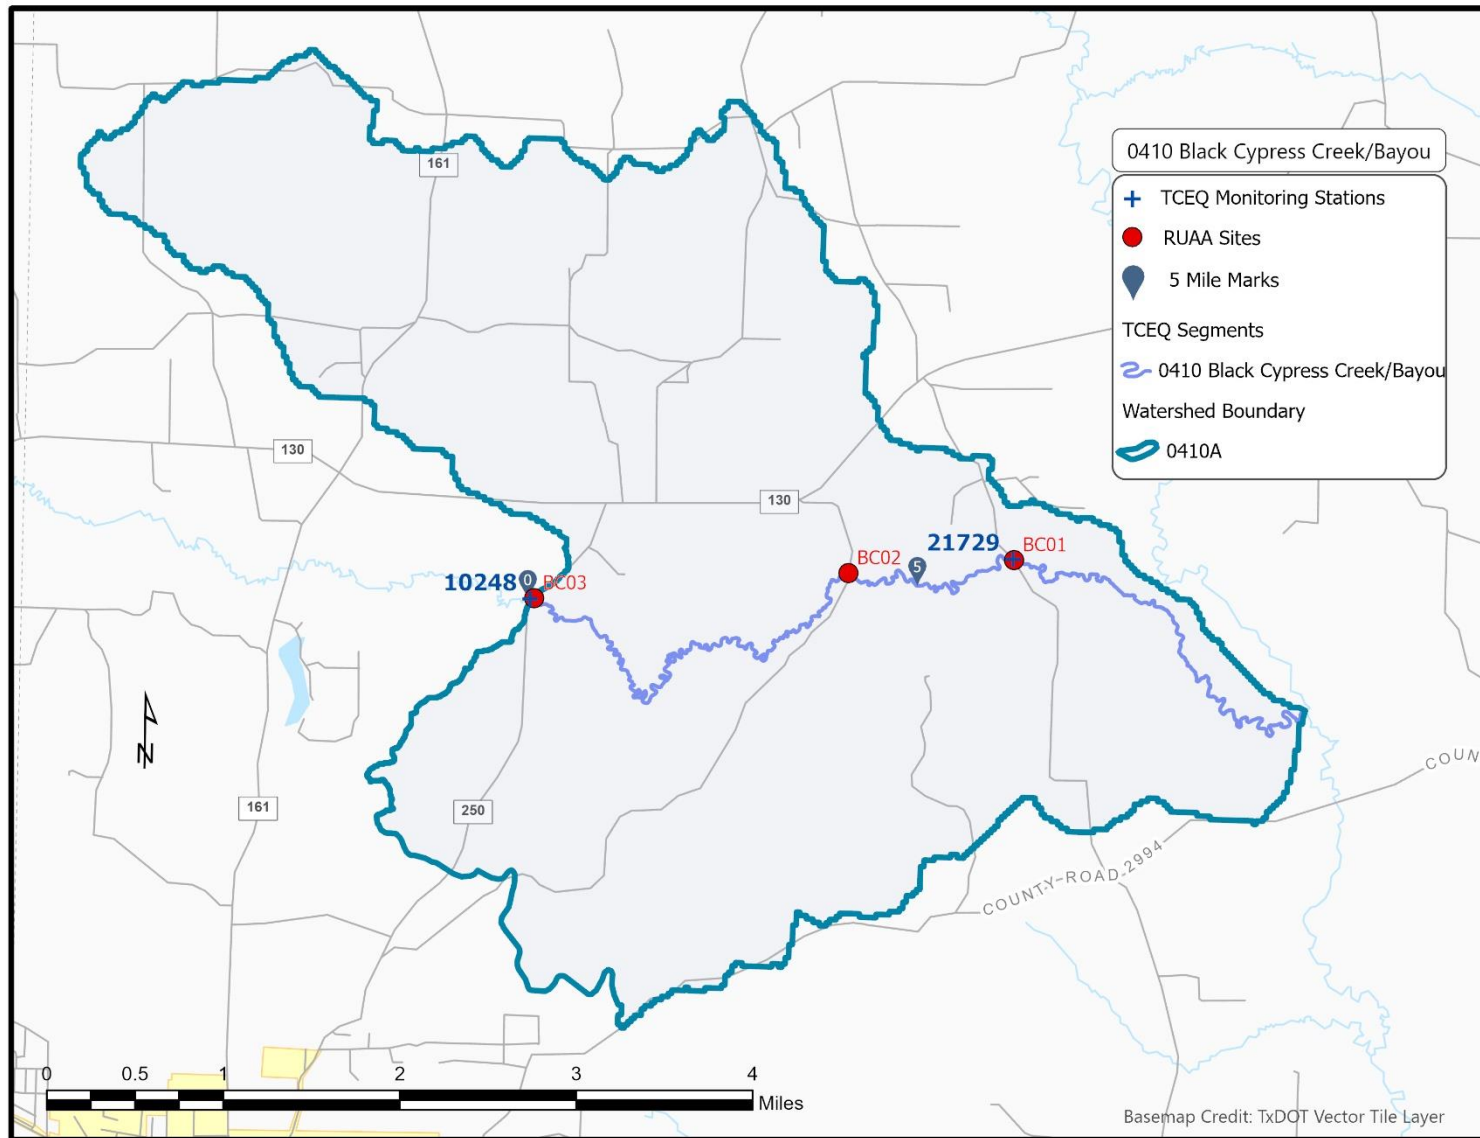 0410 Black Cypress Creek/Bayou
TCEQ Monitoring Stations
RUAA Sites
5 Mile Marks
TCEQ Segments
0410 Black Cypress Creek/Bayou
Watershed Boundary
0410A
161
130
130
21729
BC01
BC02
5
10248
0
BC03
N
COUN
161
250
COUNTY-ROAD-2994
0
0.5
1
2
3
4
Miles
Basemap Credit: TxDOT Vector Tile Layer